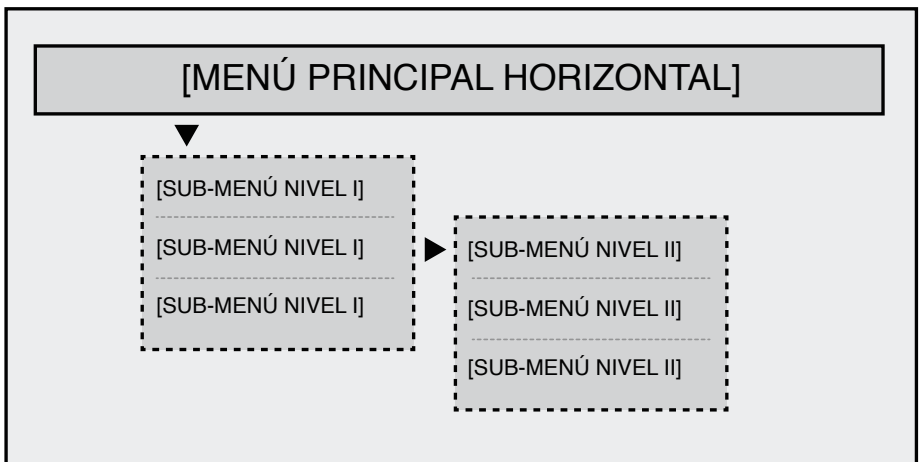 [MENÚ PRINCIPAL HORIZONTAL]
[SUB-MENÚ NIVEL I]
[SUB-MENÚ NIVEL I]
[SUB-MENÚ NIVEL I]
[SUB-MENÚ NIVEL II]
[SUB-MENÚ NIVEL II]
[SUB-MENÚ NIVEL II]